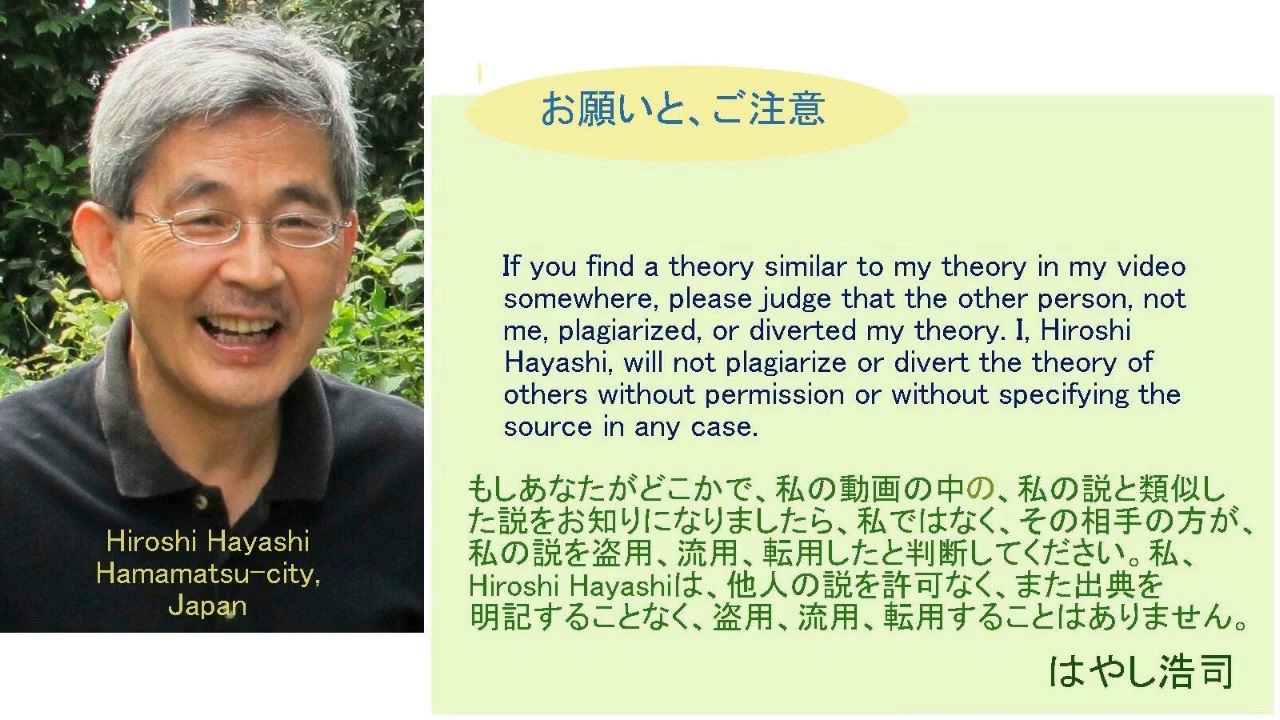 お願いと、ご注意
If you find a theory similar to my theory in my video
somewhere, please judge that the other person, not
me, plagiarized, or diverted my theory. I, Hiroshi
Hayashi, will not plagiarize or divert the theory of
others without permission or without specifying the
source in any case.
もしあなたがどこかで、私の動画の中の、私の説と類似し
た説をお知りになりましたら、私ではなく、その相手の方が、
私の説を盗用、流用、転用したと判断してください。私、
Hiroshi Hayashiは、他人の説を許可なく、また出典を
明記することなく、盗用、流用、転用することはありません。
はやし浩司
Hiroshi Hayashi
Hamamatsu-city,
Japan